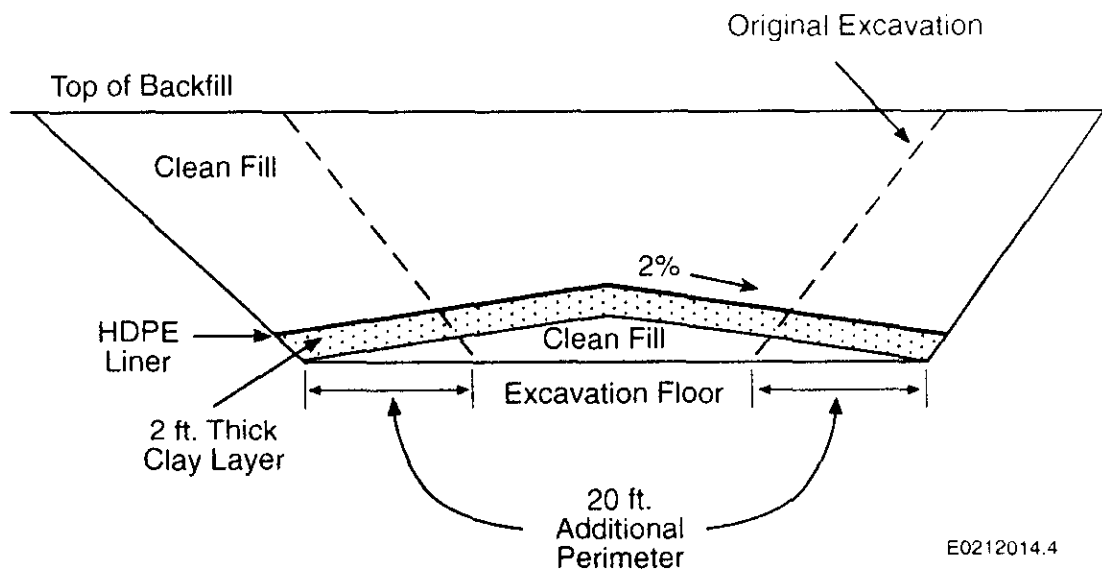 Original Excavation
Top of Backfill
Clean Fill
2%
HDPE
Liner
Clean Fill
Excavation Floor
2 ft. Thick
Clay Layer
20 ft.
Additional
Perimeter
E0212014.4